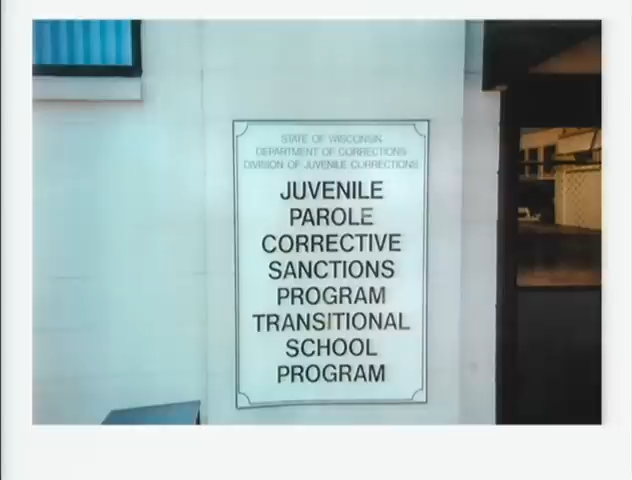 STATE OF WISCONSIN
DEPARTMENT OF CORRECTIONS
DIVISION OF JUVENILE CORRECTIONS
JUVENILE
PAROLE
CORRECTIVE
SANCTIONS
PROGRAM
TRANSITIONAL
SCHOOL
PROGRAM